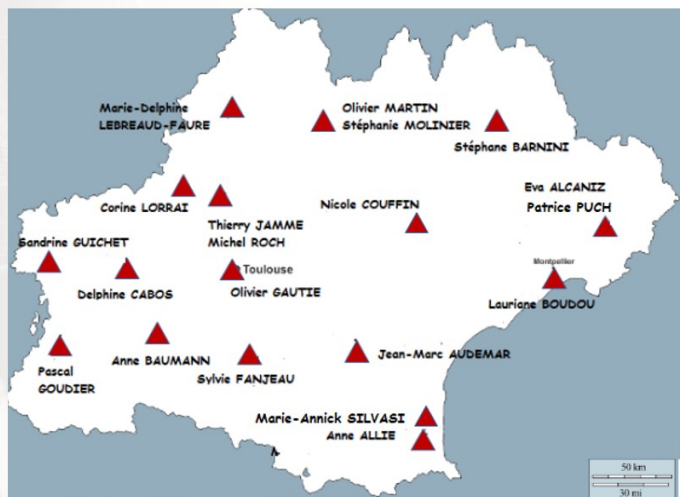 Marie-Delphine
LEBREAUD-FAURE
Olivier MARTIN
Stéphanie MOLINIER
Stéphane BARNINI
Eva ALCANIZ
Patrice PUCH
Corine LORRAI
Thierry JAMME
Michel ROCH
Nicole COUFFIN
Sandrine GUICHET
Delphine CABOS
Toulouse
Olivier GAUTIE
Montpellier
Lauriane BOUDOU
Pascal
GOUDIER
Anne BAUMANN
Sylvie FANJEAU
Jean-Marc AUDEMAR
Marie-Annick SILVASI
Anne ALLIE
50 km
30 mi